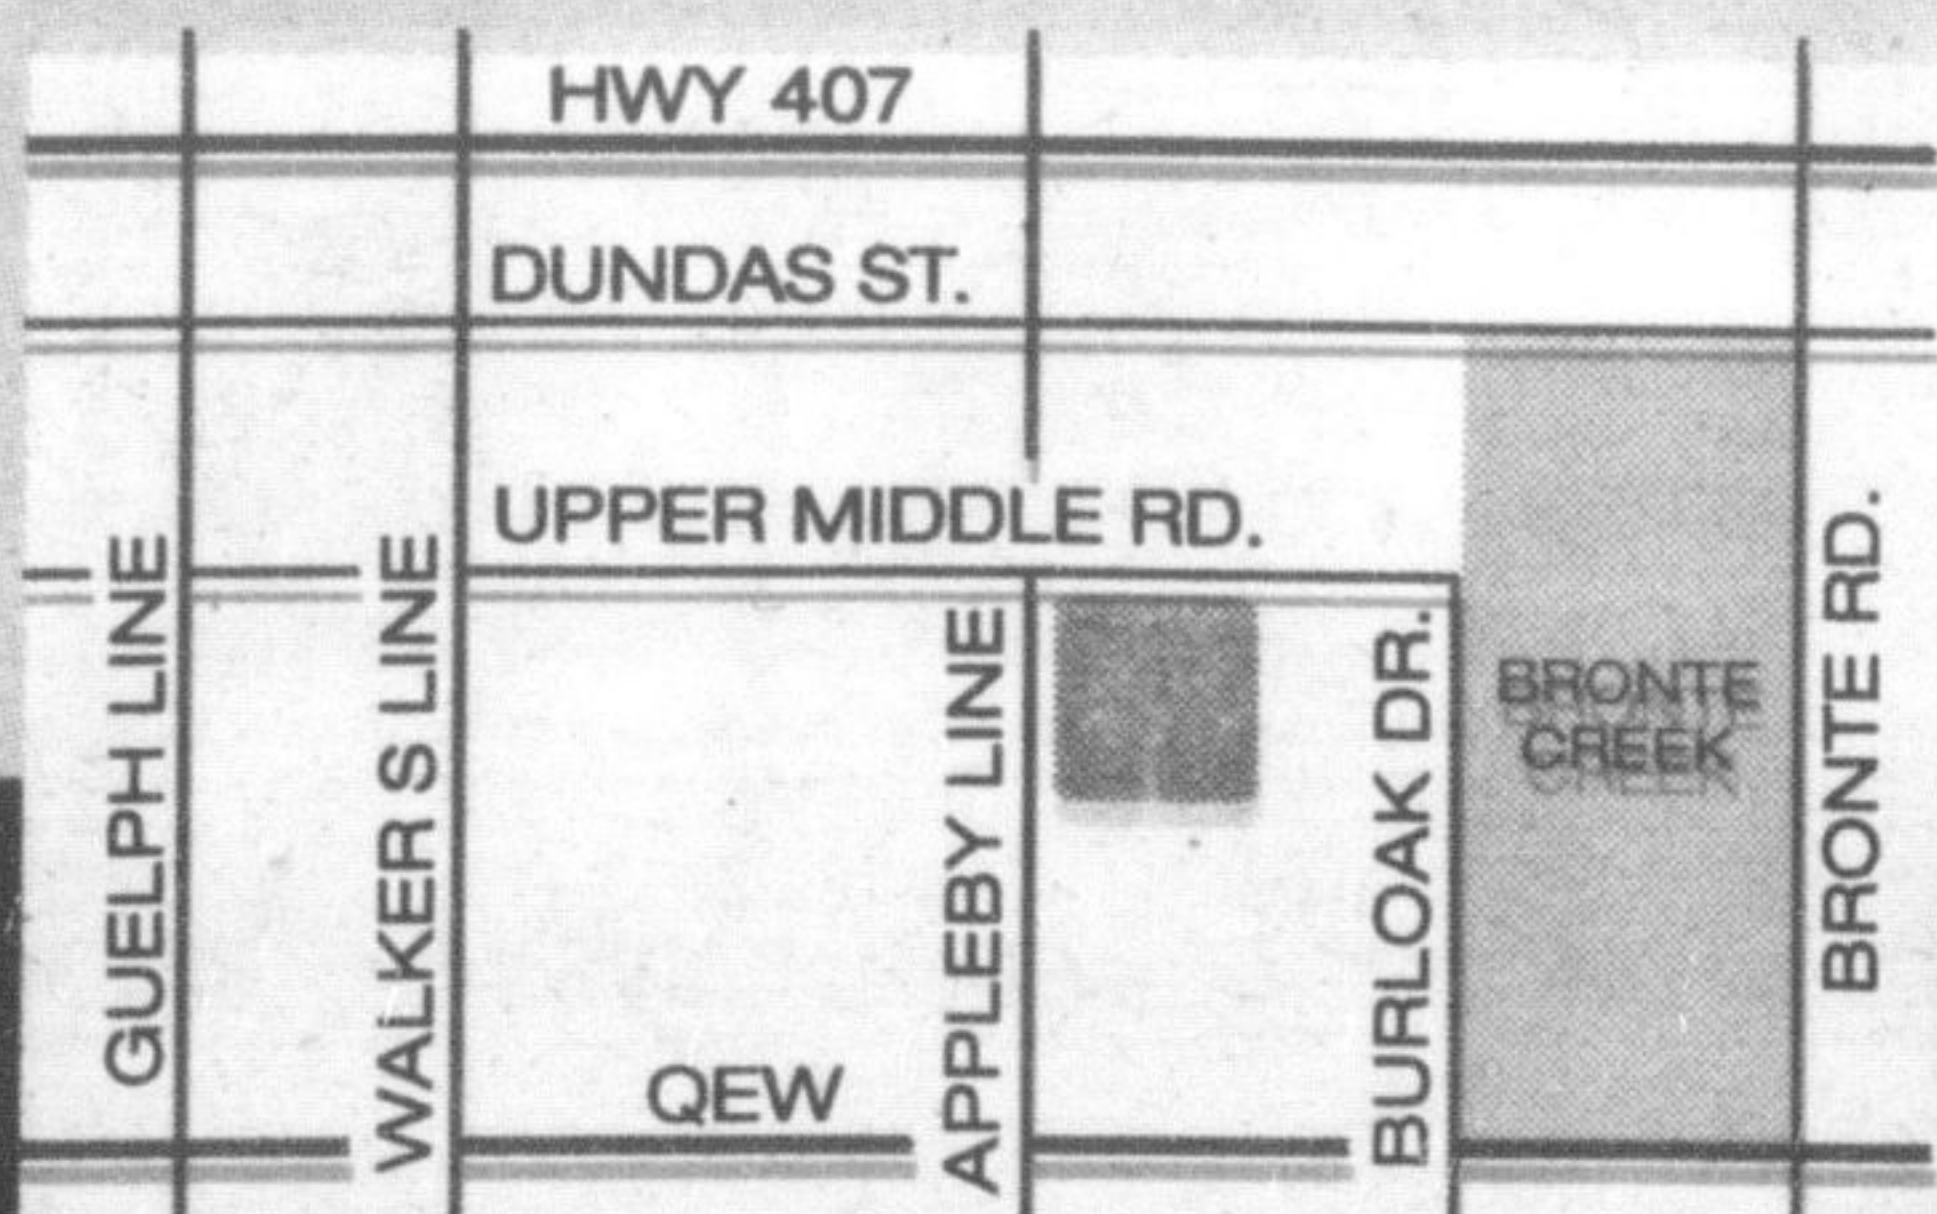 HWY 407
DUNDAS ST.
UPPER MIDDLE RD.
GUELPH LINE
WALKER S LINE
APPLEBY LINE
BURLOAK DR.
BRONTE
CREEK
BRONTE RD.
QEW